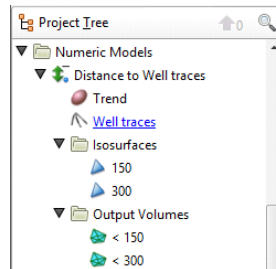 Project Tree 0
Numeric Models
Distance to Well traces
Trend
Well traces
Isosurfaces
150
300
Output Volumes
< 150
< 300